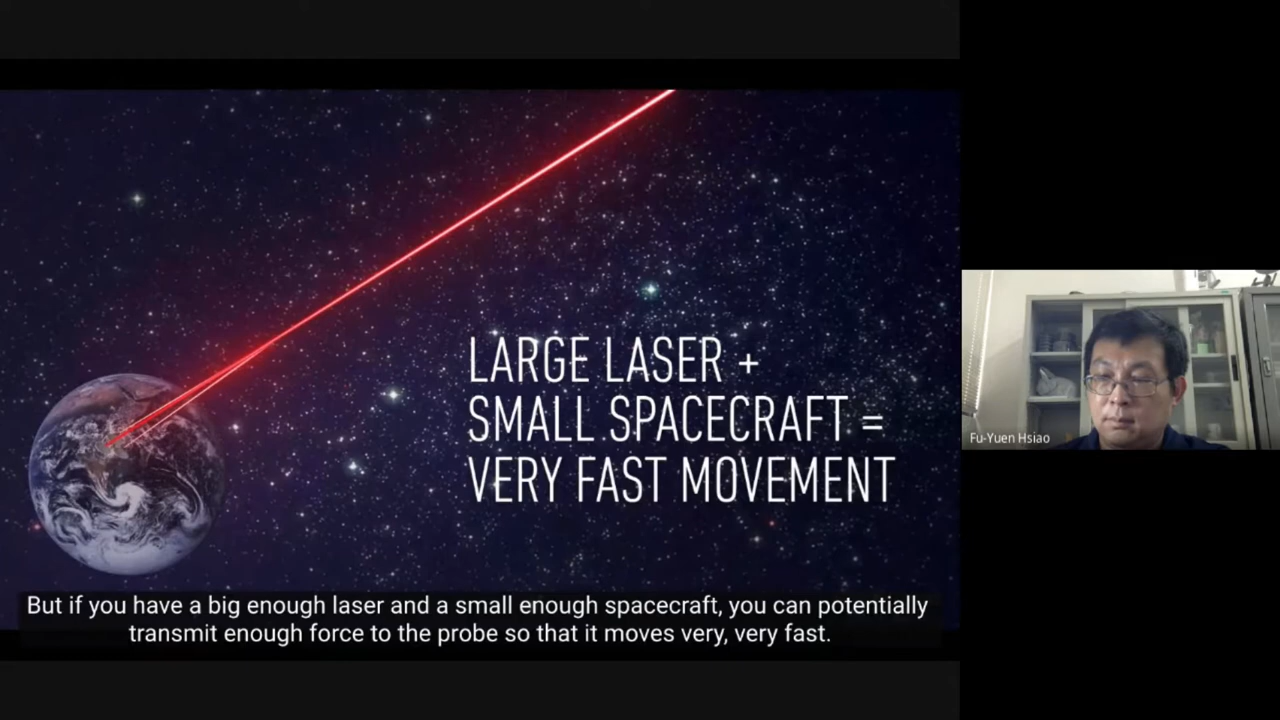 LARGE LASER +
SMALL SPACECRAFT =
VERY FAST MOVEMENT
But if you have a big enough laser and a small enough spacecraft, you can potentially
transmit enough force to the probe so that it moves very, very fast.
Fu-Yuen Hsiao